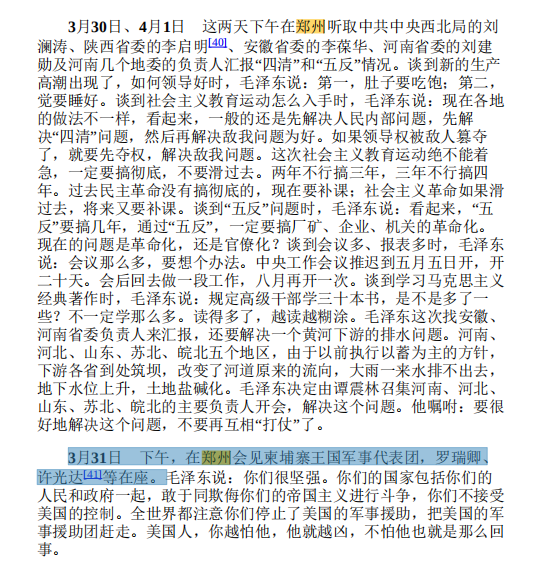 3月30日、4月1日 这两天下午在郑州听取中共中央西北局的刘
澜涛、陕西省委的李启明[40]、安徽省委的李葆华、河南省委的刘建
勋及河南几个地委的负责人汇报“四清”和“五反”情况。谈到新的生产
高潮出现了，如何领导好时，毛泽东说：第一，肚子要吃饱；第二，
觉要睡好。谈到社会主义教育运动怎么入手时，毛泽东说：现在各地
的做法不一样，看起来，一般的还是先解决人民内部问题，先解
决“四清”问题，然后再解决敌我问题为好。如果领导权被敌人篡夺
了，就要先夺权，解决敌我问题。这次社会主义教育运动绝不能着
急，一定要搞彻底，不要滑过去。两年不行搞三年，三年不行搞四
年。过去民主革命没有搞彻底的，现在要补课；社会主义革命如果滑
过去，将来又要补课。谈到“五反”问题时，毛泽东说：看起来，“五
反”要搞几年，通过“五反”，一定要搞厂矿、企业、机关的革命化。
现在的问题是革命化，还是官僚化？谈到会议多、报表多时，毛泽东
说：会议那么多，要想个办法。中央工作会议推迟到五月五日开，开
二十天。会后回去做一段工作，八月再开一次。谈到学习马克思主义
经典著作时，毛泽东说：规定高级干部学三十本书，是不是多了一
些？不一定学那么多。读得多了，越读越糊涂。毛泽东这次找安徽、
河南省委负责人来汇报，还要解决一个黄河下游的排水问题。河南、
河北、山东、苏北、皖北五个地区，由于以前执行以蓄为主的方针，
下游各省到处筑坝，改变了河道原来的流向，大雨一来水排不出去，
地下水位上升，土地盐碱化。毛泽东决定由谭震林召集河南、河北、
山东、苏北、皖北的主要负责人开会，解决这个问题。他嘱咐：要很
好地解决这个问题，不要再互相“打仗”了。
3月31日 下午，在郑州会见柬埔寨王国军事代表团，罗瑞卿、
许光达[41]等在座。毛泽东说：你们很坚强。你们的国家包括你们的
人民和政府一起，敢于同欺侮你们的帝国主义进行斗争，你们不接受
美国的控制。全世界都注意你们停止了美国的军事援助，把美国的军
事援助团赶走。美国人，你越怕他，他就越凶，不怕他也就是那么回
事。